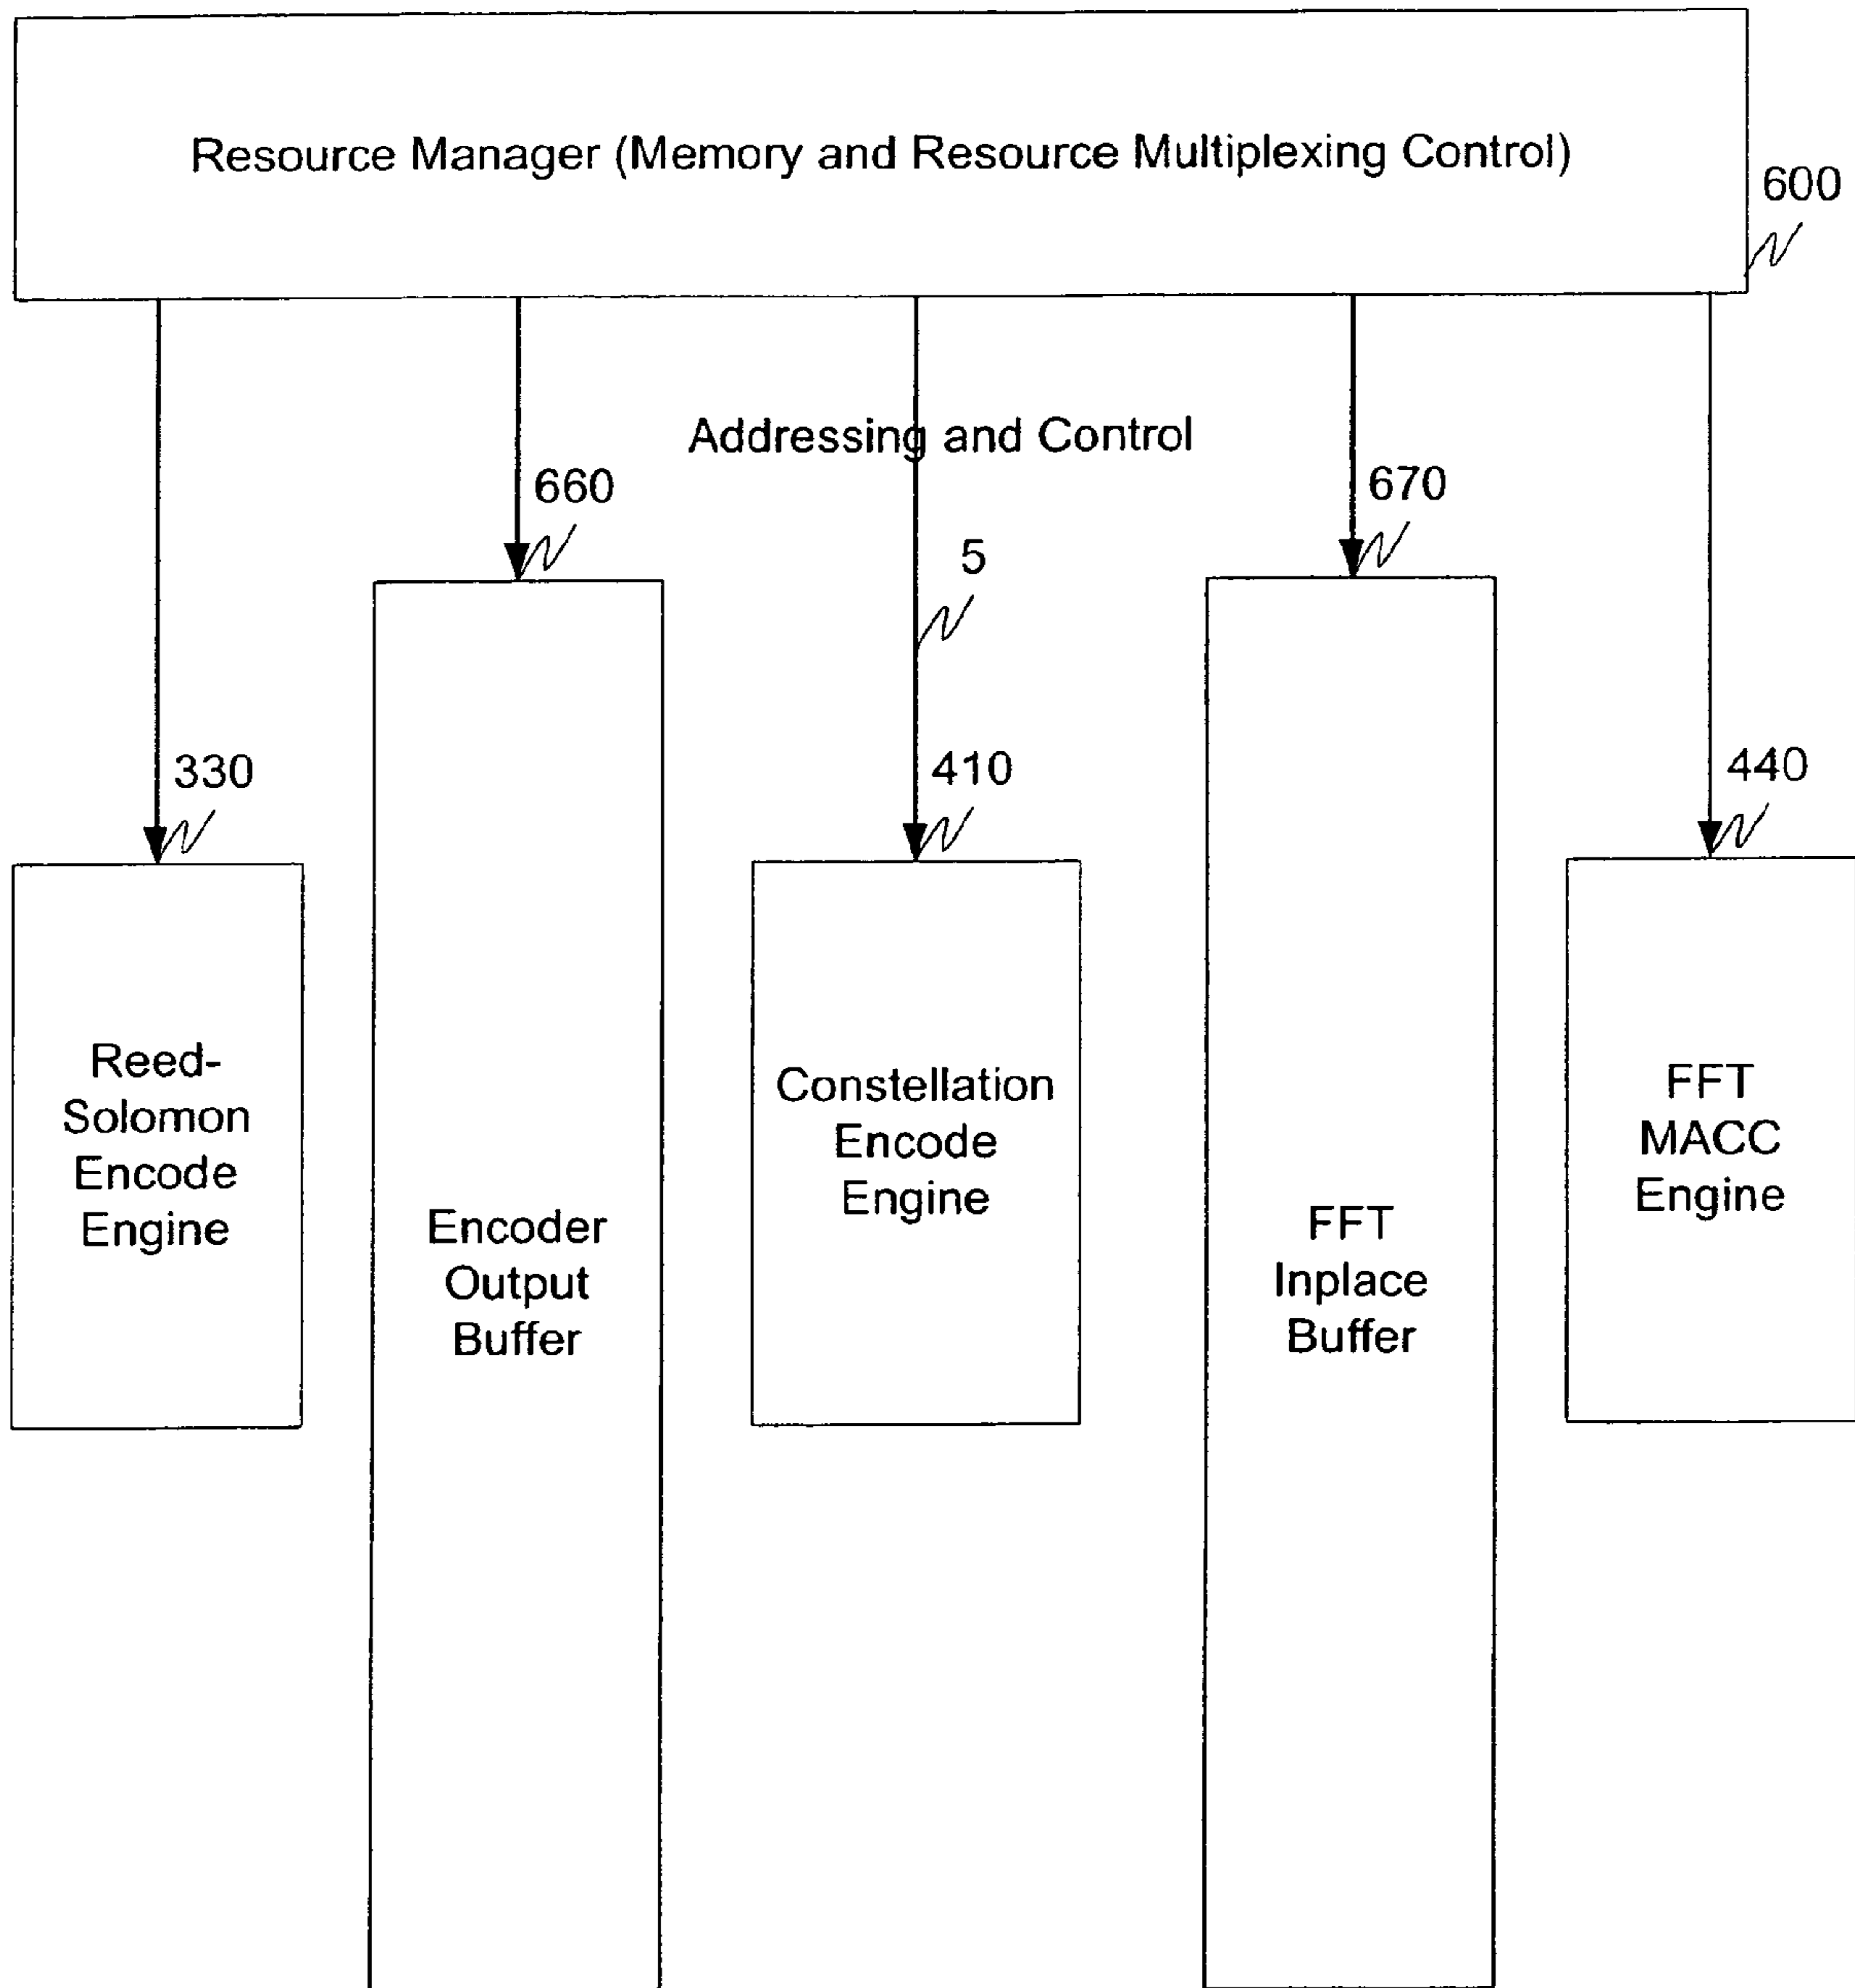 Resource Manager (Memory and Resource Multiplexing Control)
600
Addressing and Control
660
670
5
330
410
440
Reed-
Solomon
Encode
Engine
Encoder
Output
Buffer
Constellation
Encode
Engine
FFT
Inplace
Buffer
FFT
MACC
Engine